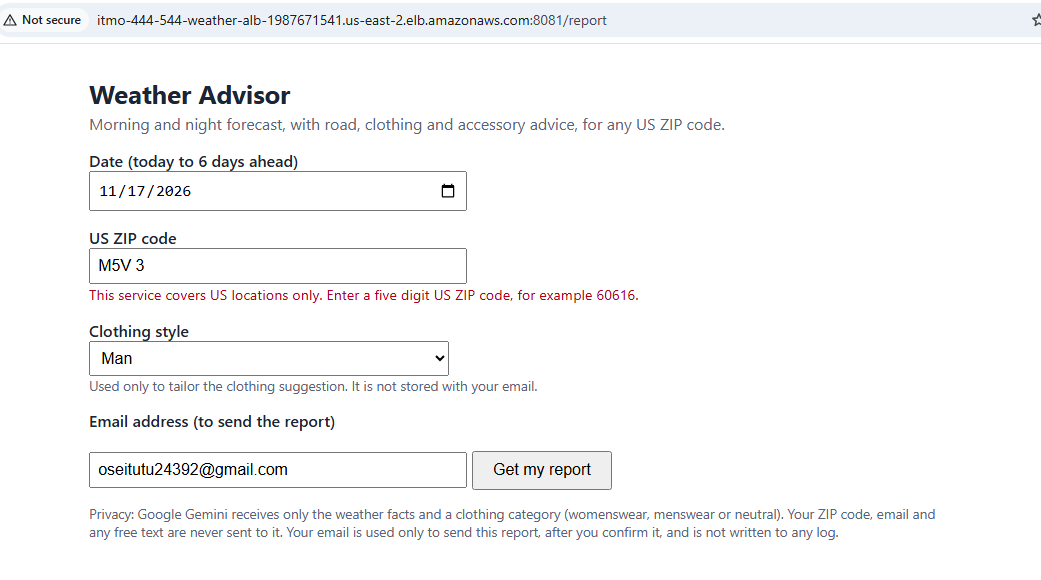 Not secure itmo-444-544-weather-alb-1987671541.us-east-2.elb.amazonaws.com:8081/report
Weather Advisor
Morning and night forecast, with road, clothing and accessory advice, for any US ZIP code.
Date (today to 6 days ahead)
11/17/2026
US ZIP code
M5V 3
This service covers US locations only. Enter a five digit US ZIP code, for example 60616.
Clothing style
Man
Used only to tailor the clothing suggestion. It is not stored with your email.
Email address (to send the report)
oseitutu24392@gmail.com
Get my report
Privacy: Google Gemini receives only the weather facts and a clothing category (womenswear, menswear or neutral). Your ZIP code, email and
any free text are never sent to it. Your email is used only to send this report, after you confirm it, and is not written to any log.